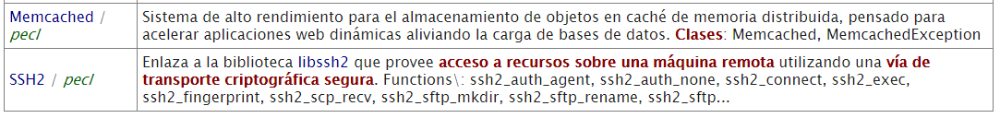 Memcached / Sistema de alto rendimiento para el almacenamiento de objetos en caché de memoria distribuida, pensado para
pecl acelerar aplicaciones web dinámicas aliviando la carga de bases de datos. Clases: Memcached, MemcachedException
Enlaza a la biblioteca libssh2 que provee acceso a recursos sobre una máquina remota utilizando una vía de
SSH2 / pecl transporte criptográfica segura. Functions\: ssh2_auth_agent, ssh2_auth_none, ssh2_connect, ssh2_exec,
ssh2_fingerprint, ssh2_scp_recv, ssh2_sftp_mkdir, ssh2_sftp_rename, ssh2_sftp...